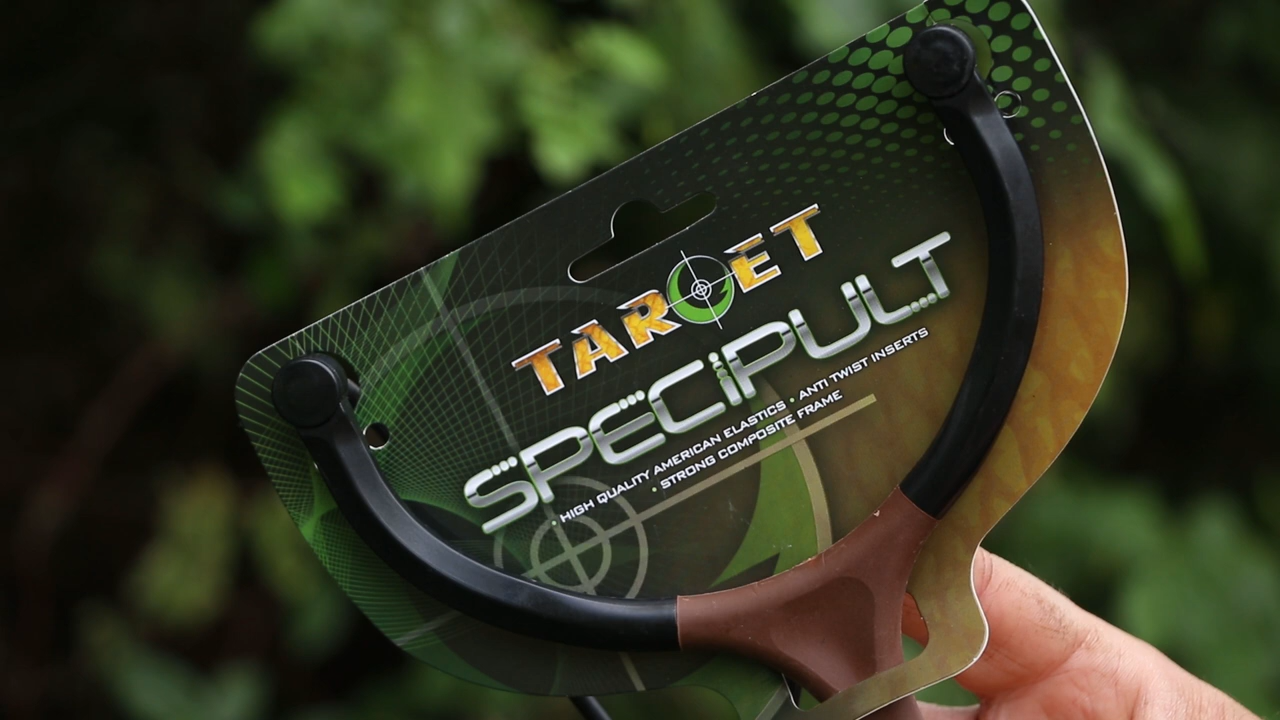 TARGET
SPECIPULT
· HIGH QUALITY AMERICAN ELASTICS · ANTI TWIST INSERTS
· STRONG COMPOSITE FRAME